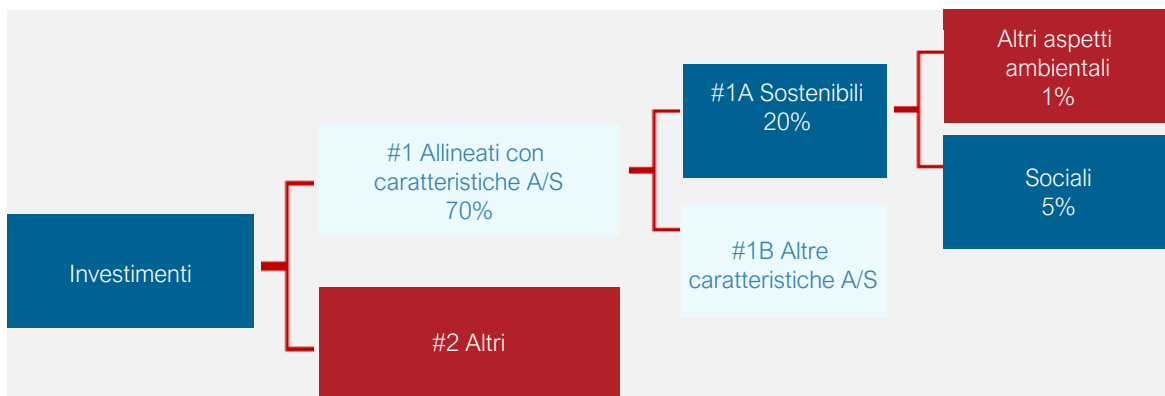 Investimenti
#1 Allineati con
caratteristiche A/S
70%
#2 Altri
#1A Sostenibili
20%
#1B Altre
caratteristiche A/S
Altri aspetti
ambientali
1%
Sociali
5%